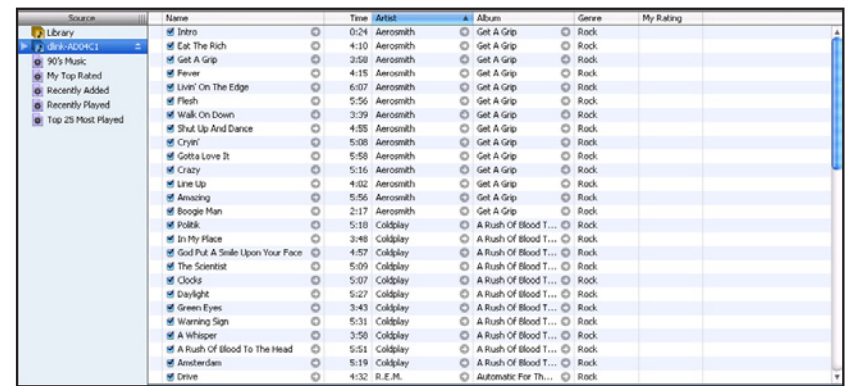 Source Name Time Artist Album Genre My Rating
Library Intro 0:24 Aerosmith Get A Grip Rock
dlink-AD04C1 Eat The Rich 4:10 Aerosmith Get A Grip Rock
90's Music Get A Grip 3:58 Aerosmith Get A Grip Rock
My Top Rated Fever 4:15 Aerosmith Get A Grip Rock
Recently Added Livin' On The Edge 6:07 Aerosmith Get A Grip Rock
Recently Played Flesh 5:56 Aerosmith Get A Grip Rock
Top 25 Most Played Walk On Down 3:39 Aerosmith Get A Grip Rock
Shut Up And Dance 4:55 Aerosmith Get A Grip Rock
Cryin' 5:08 Aerosmith Get A Grip Rock
Gotta Love It 5:58 Aerosmith Get A Grip Rock
Crazy 5:16 Aerosmith Get A Grip Rock
Line Up 4:02 Aerosmith Get A Grip Rock
Amazing 5:56 Aerosmith Get A Grip Rock
Boogie Man 2:17 Aerosmith Get A Grip Rock
Politik 5:18 Coldplay A Rush Of Blood T... Rock
In My Place 3:48 Coldplay A Rush Of Blood T... Rock
God Put A Smile Upon Your Face 4:57 Coldplay A Rush Of Blood T... Rock
The Scientist 5:09 Coldplay A Rush Of Blood T... Rock
Clocks 5:07 Coldplay A Rush Of Blood T... Rock
Daylight 5:27 Coldplay A Rush Of Blood T... Rock
Green Eyes 3:43 Coldplay A Rush Of Blood T... Rock
Warning Sign 5:31 Coldplay A Rush Of Blood T... Rock
A Whisper 3:58 Coldplay A Rush Of Blood T... Rock
A Rush Of Blood To The Head 5:51 Coldplay A Rush Of Blood T... Rock
Amsterdam 5:19 Coldplay A Rush Of Blood T... Rock
Drive 4:32 R.E.M. Automatic For Th... Rock